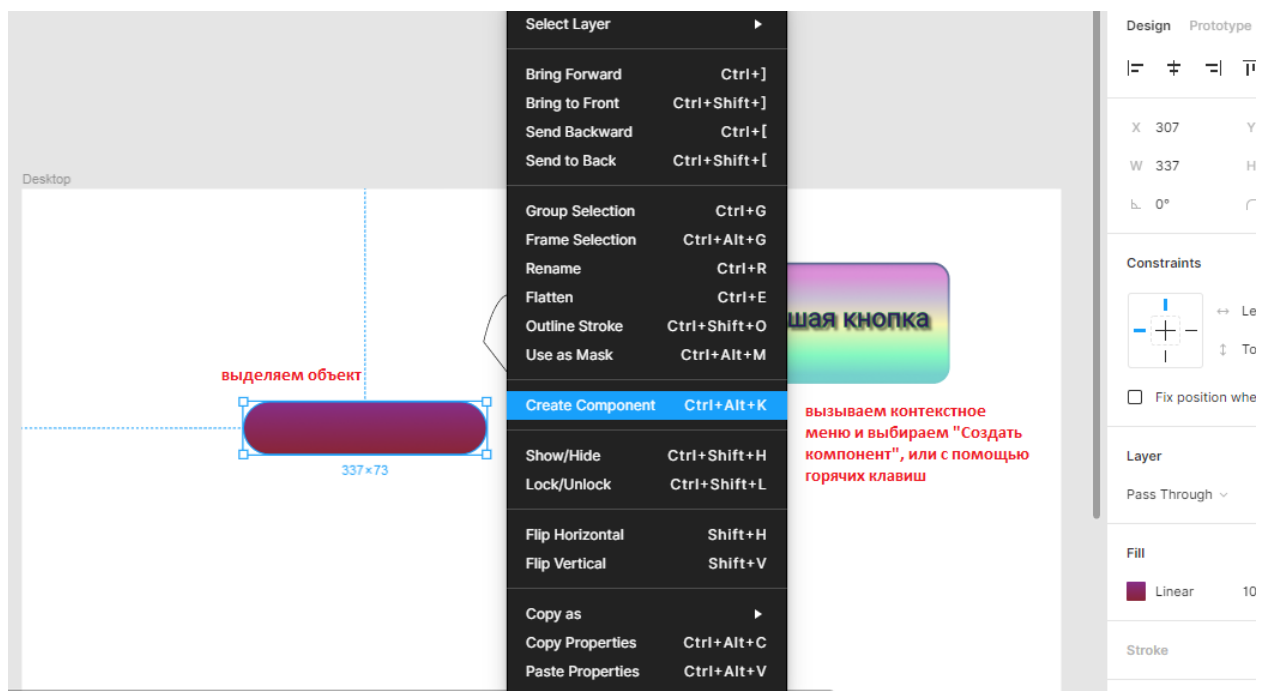 Select Layer
Bring Forward Ctrl+]
Bring to Front Ctrl+Shift+]
Send Backward Ctrl+[
Send to Back Ctrl+Shift+[
Group Selection Ctrl+G
Frame Selection Ctrl+Alt+G
Rename Ctrl+R
Flatten Ctrl+E
Outline Stroke Ctrl+Shift+O
Use as Mask Ctrl+Alt+M
Create Component Ctrl+Alt+K
Show/Hide Ctrl+Shift+H
Lock/Unlock Ctrl+Shift+L
Flip Horizontal Shift+H
Flip Vertical Shift+V
Copy as
Copy Properties Ctrl+Alt+C
Paste Properties Ctrl+Alt+V
Desktop
выделяем объект
337×73
шая кнопка
вызываем контекстное
меню и выбираем "Создать
компонент", или с помощью
горячих клавиш
Design Prototype
X 307 Y
W 337 H
0°
Constraints
Le
To
Fix position whe
Layer
Pass Through
Fill
Linear 10
Stroke